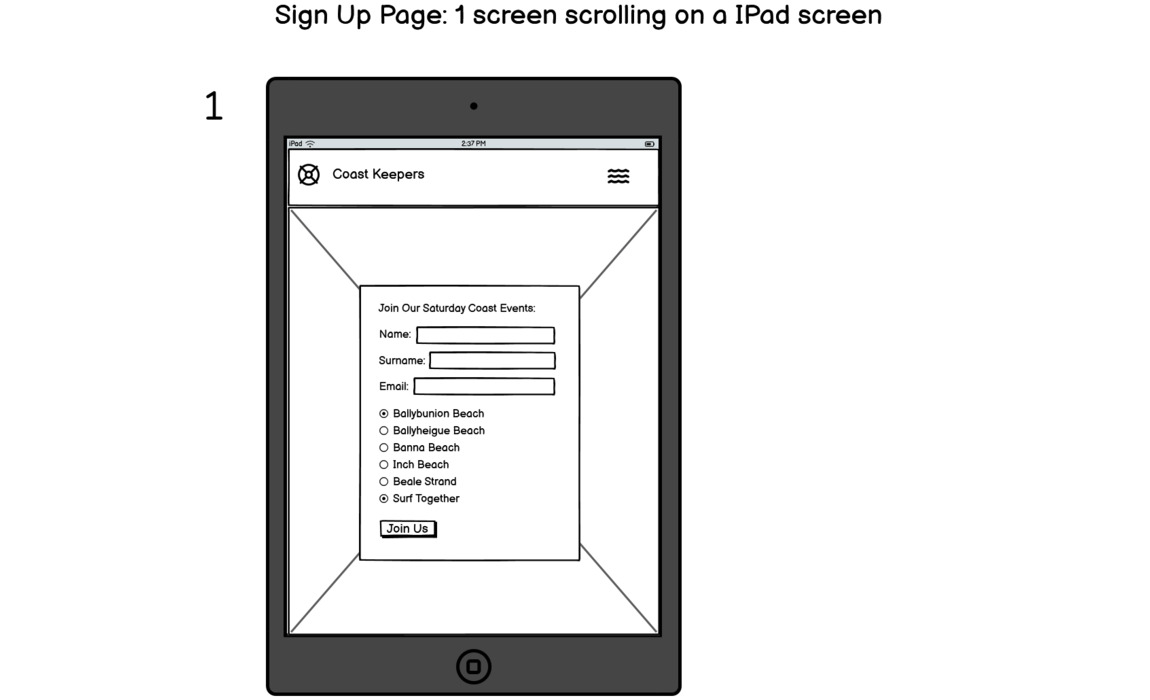 Sign Up Page: 1 screen scrolling on a IPad screen
1
iPad 2:37 PM
Coast Keepers
Join Our Saturday Coast Events:
Name:
Surname:
Email:
Ballybunion Beach
Ballyheigue Beach
Banna Beach
Inch Beach
Beale Strand
Surf Together
Join Us